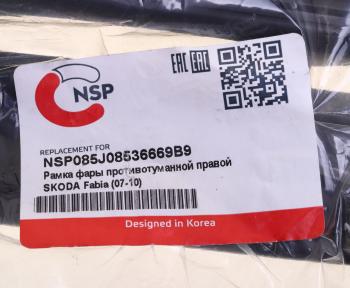 NSP
EAC EAC
REPLACEMENT FOR
NSP085J08536669B9
Рамка фары противотуманной правой
SKODA Fabia (07-10)
Designed in Korea